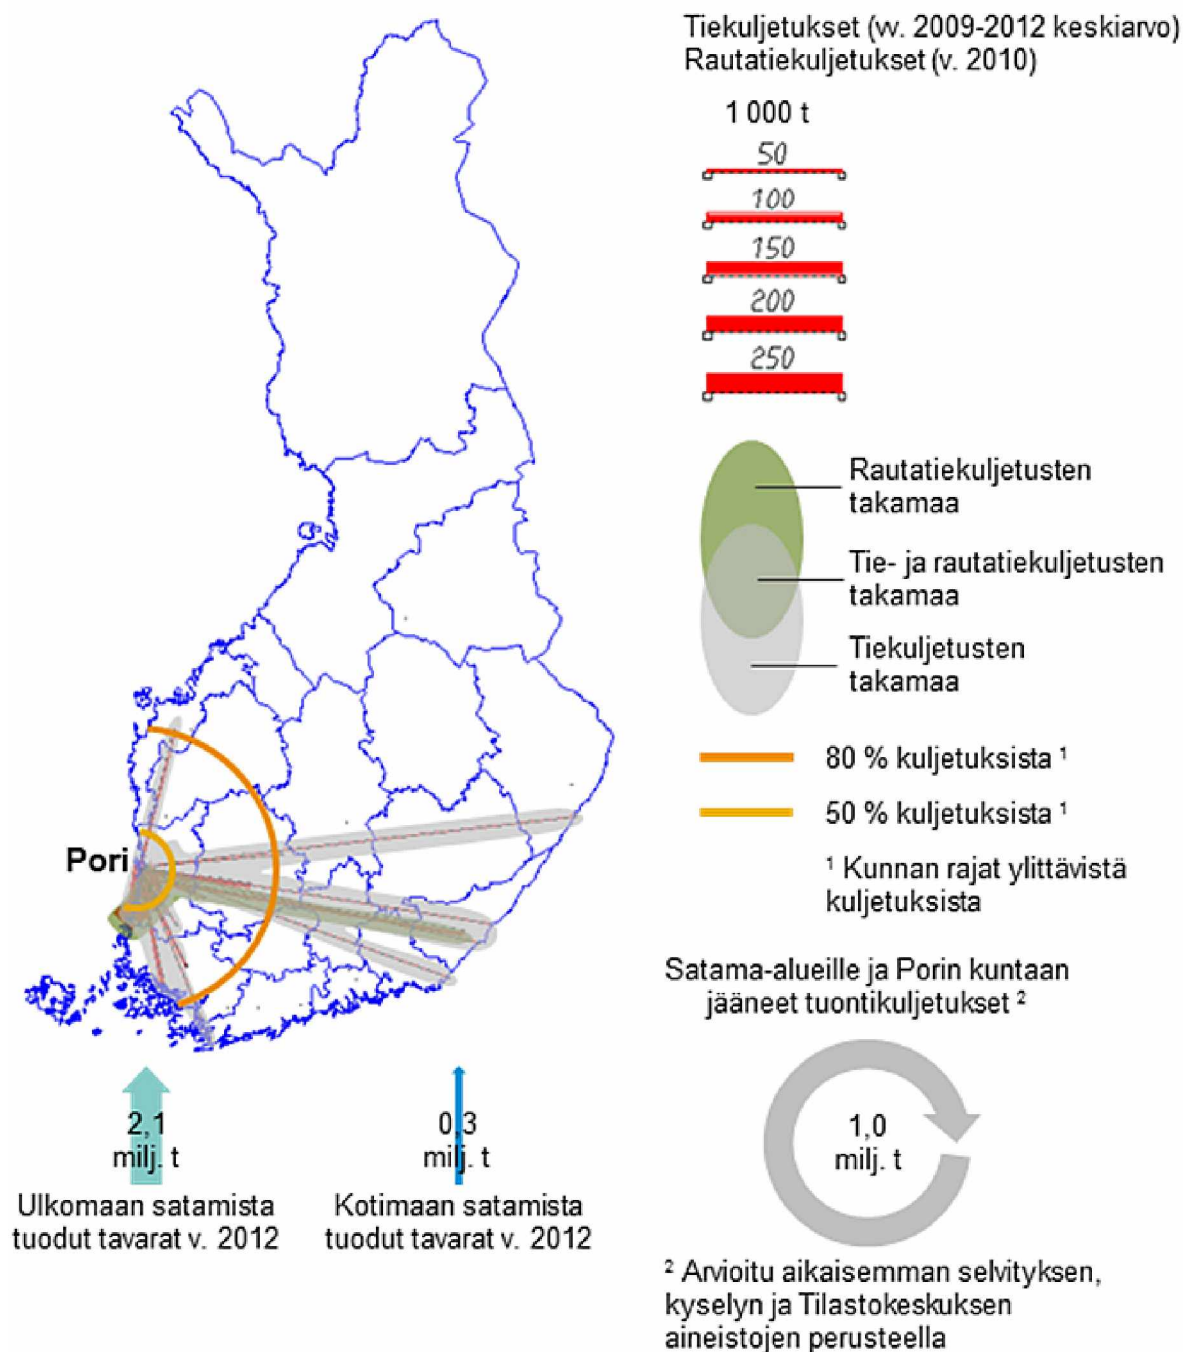 Tiekuljetukset (vv. 2009-2012 keskiarvo)
Rautatiekuljetukset (v. 2010)
1 000 t
50
100
150
200
250
Rautatiekuljetusten
takamaa
Tie- ja rautatiekuljetusten
takamaa
Tiekuljetusten
takamaa
80 % kuljetuksista ¹
50 % kuljetuksista ¹
¹ Kunnan rajat ylittävistä
kuljetuksista
Pori
Satama-alueille ja Porin kuntaan
jääneet tuontikuljetukset ²
1,0
milj. t
² Arvioitu aikaisemman selvityksen,
kyselyn ja Tilastokeskuksen
aineistojen perusteella
2,1
milj. t
Ulkomaan satamista
tuodut tavarat v. 2012
0,3
milj. t
Kotimaan satamista
tuodut tavarat v. 2012